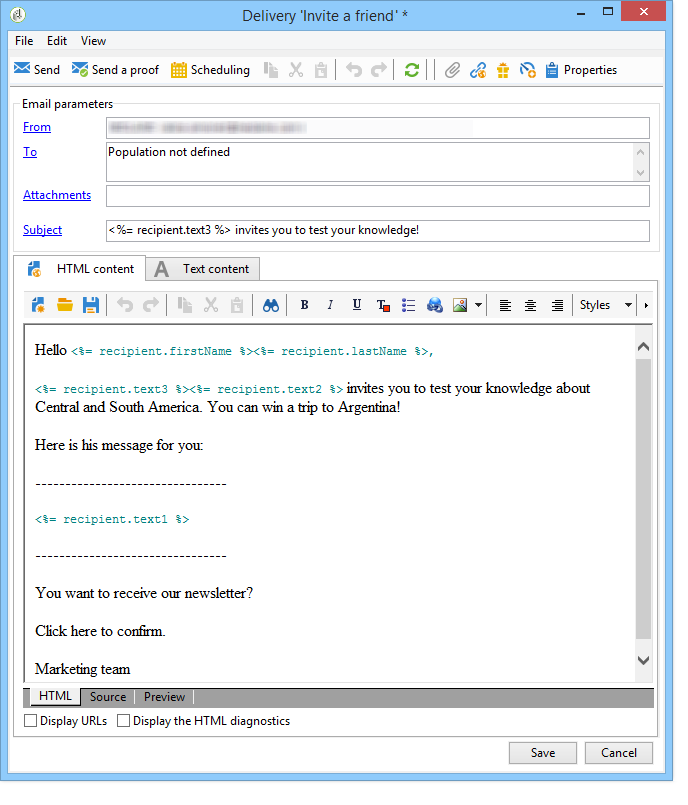 Delivery 'Invite a friend' *
File Edit View
Send Send a proof Scheduling Properties
Email parameters
From
To Population not defined
Attachments
Subject <%= recipient.text3 %> invites you to test your knowledge!
HTML content Text content
B I U T Styles
Hello <%= recipient.firstName %><%= recipient.lastName %>,
<%= recipient.text3 %><%= recipient.text2 %> invites you to test your knowledge about
Central and South America. You can win a trip to Argentina!
Here is his message for you:
--------------------------------
<%= recipient.text1 %>
--------------------------------
You want to receive our newsletter?
Click here to confirm.
Marketing team
HTML Source Preview
Display URLs Display the HTML diagnostics
Save Cancel